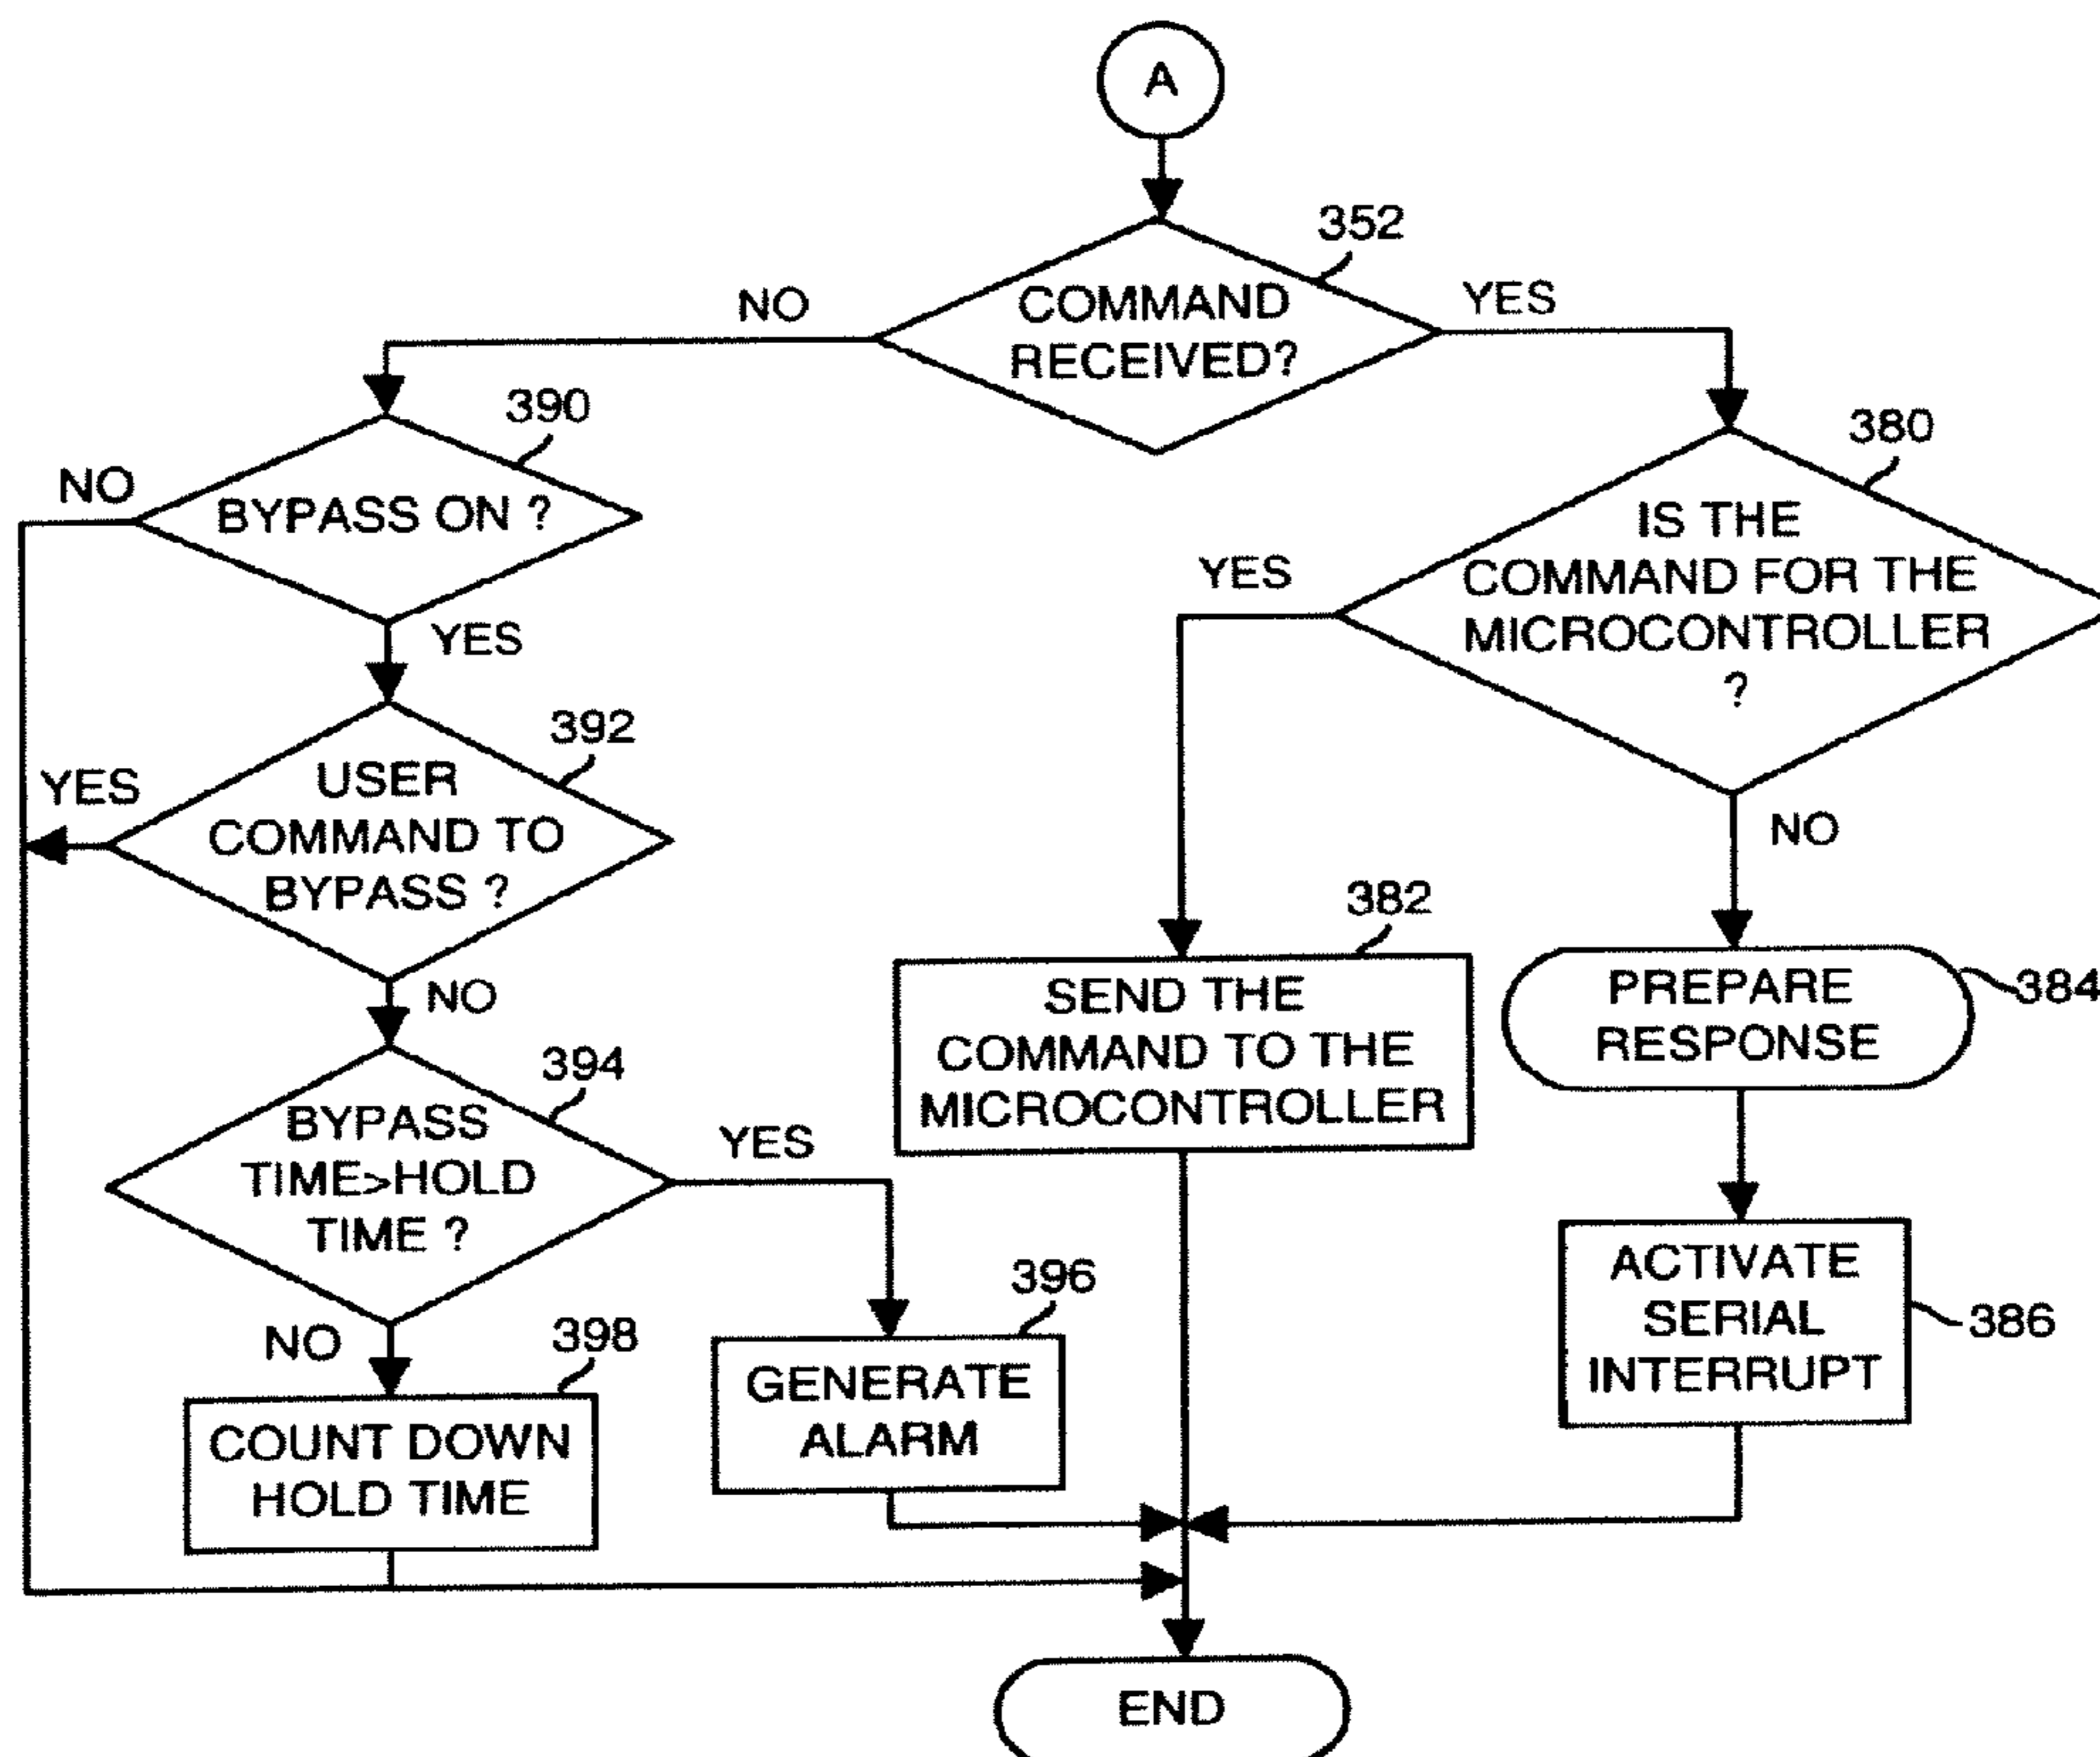 A
352
COMMAND
RECEIVED?
NO
YES
390
BYPASS ON ?
NO
YES
380
IS THE
COMMAND FOR THE
MICROCONTROLLER
?
YES
NO
392
USER
COMMAND TO
BYPASS ?
YES
NO
382
SEND THE
COMMAND TO THE
MICROCONTROLLER
PREPARE
RESPONSE
384
394
BYPASS
TIME>HOLD
TIME ?
YES
NO
396
GENERATE
ALARM
398
COUNT DOWN
HOLD TIME
ACTIVATE
SERIAL
INTERRUPT
386
END